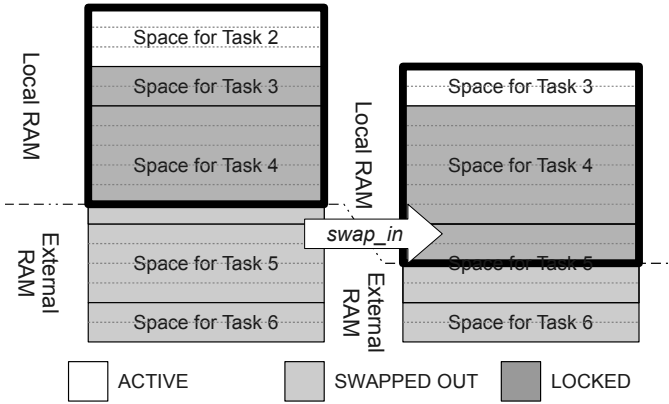 Local RAM
External RAM
Space for Task 2
Space for Task 3
Space for Task 4
Space for Task 5
Space for Task 6
swap_in
Local RAM
External
RAM
Space for Task 3
Space for Task 4
Space for Task 5
Space for Task 6
ACTIVE
SWAPPED OUT
LOCKED